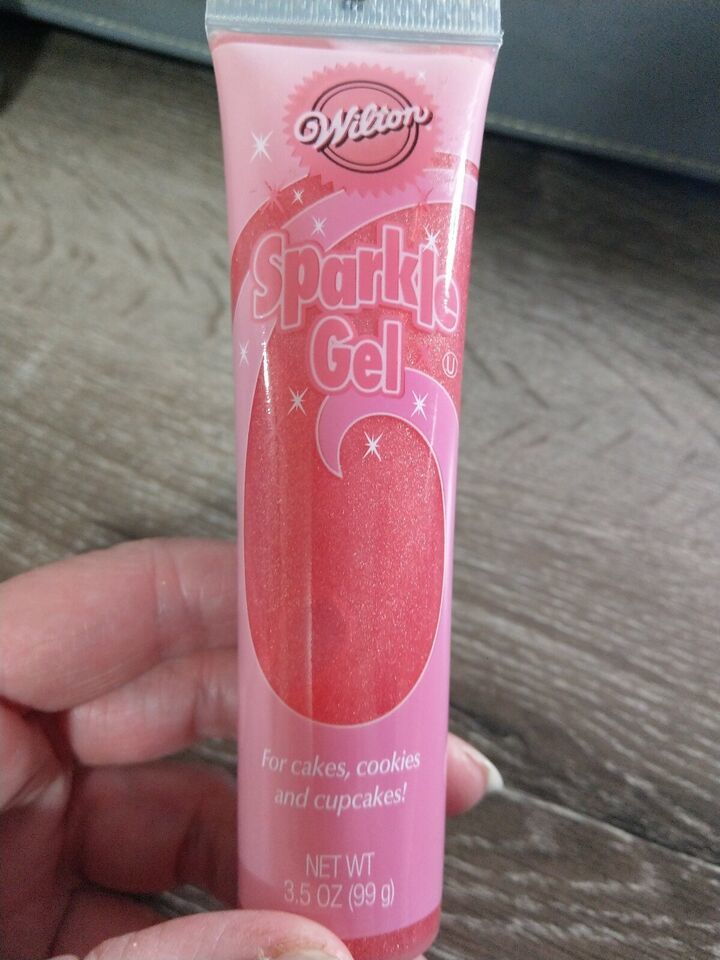 Wilton
Sparkle
Gel
U
For cakes, cookies
and cupcakes!
NET WT
3.5 OZ (99 g)